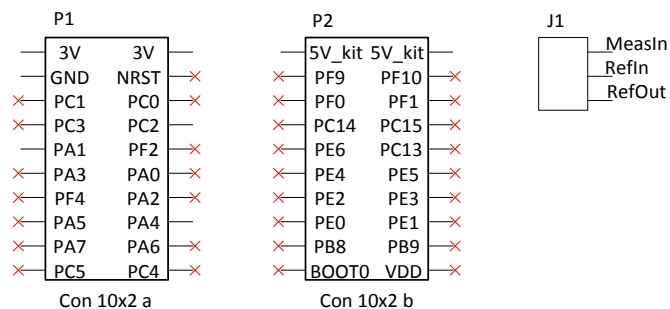 P1 P2 J1
3V 3V 5V_kit 5V_kit MeasIn
GND NRST PF9 PF10 RefIn
PC1 PC0 PF0 PF1 RefOut
PC3 PC2 PC14 PC15
PA1 PF2 PE6 PC13
PA3 PA0 PE4 PE5
PF4 PA2 PE2 PE3
PA5 PA4 PE0 PE1
PA7 PA6 PB8 PB9
PC5 PC4 BOOT0 VDD
Con 10x2 a Con 10x2 b